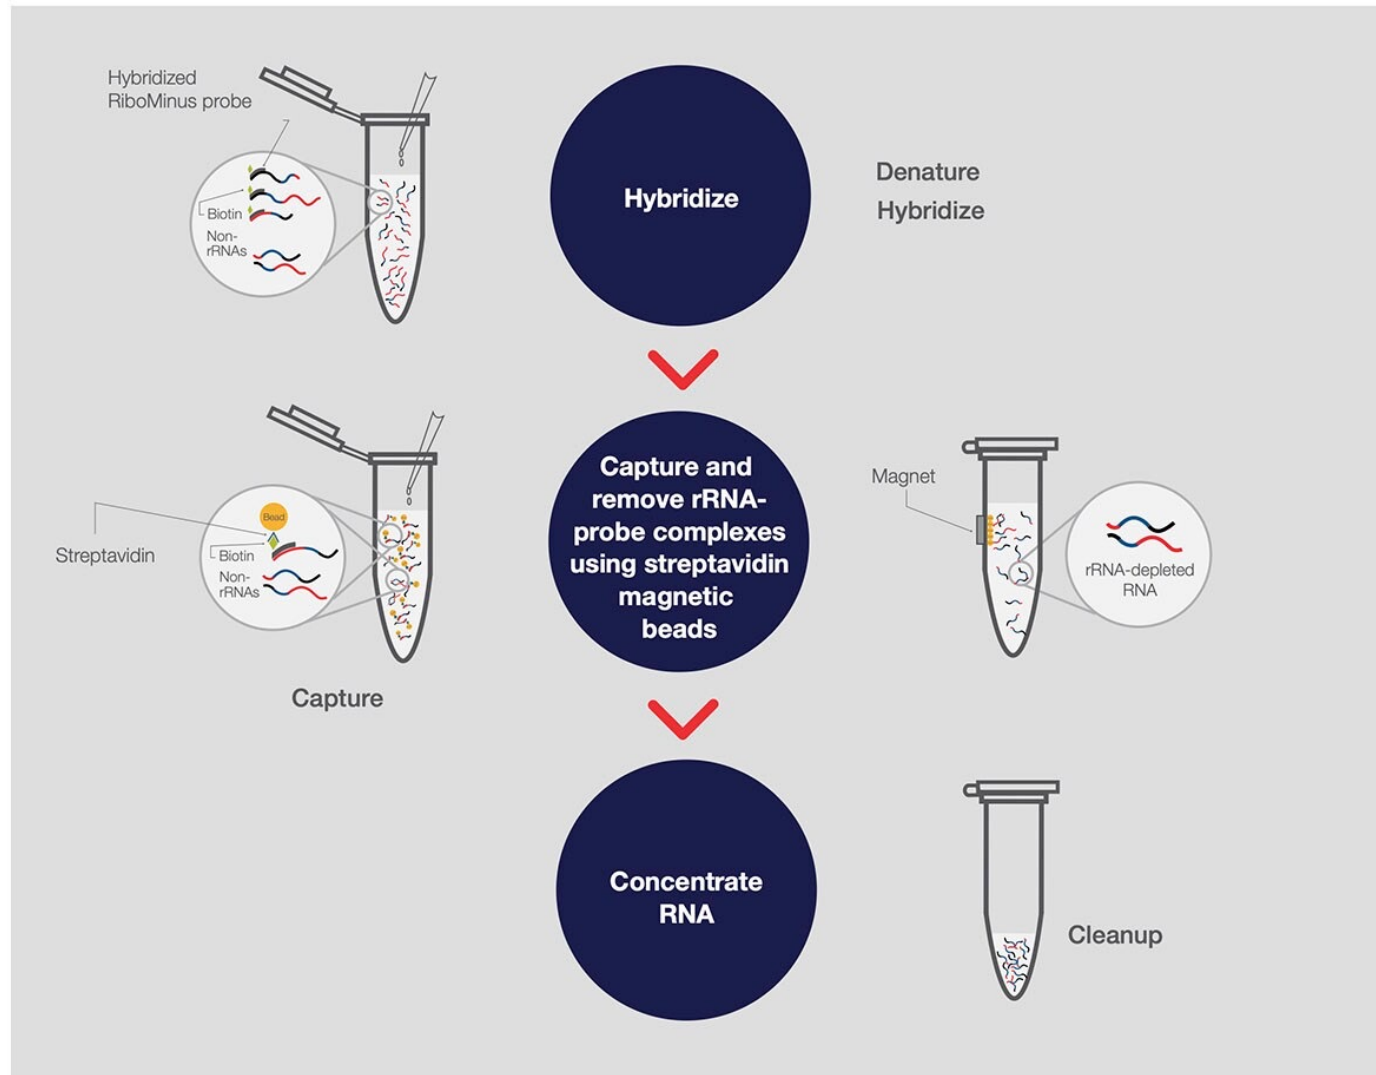 Hybridized
RiboMinus probe
Biotin
Non-
rRNAs
Hybridize
Denature
Hybridize
Bead
Streptavidin
Biotin
Non-
rRNAs
Capture
Capture and
remove rRNA-
probe complexes
using streptavidin
magnetic
beads
Magnet
rRNA-depleted
RNA
Concentrate
RNA
Cleanup